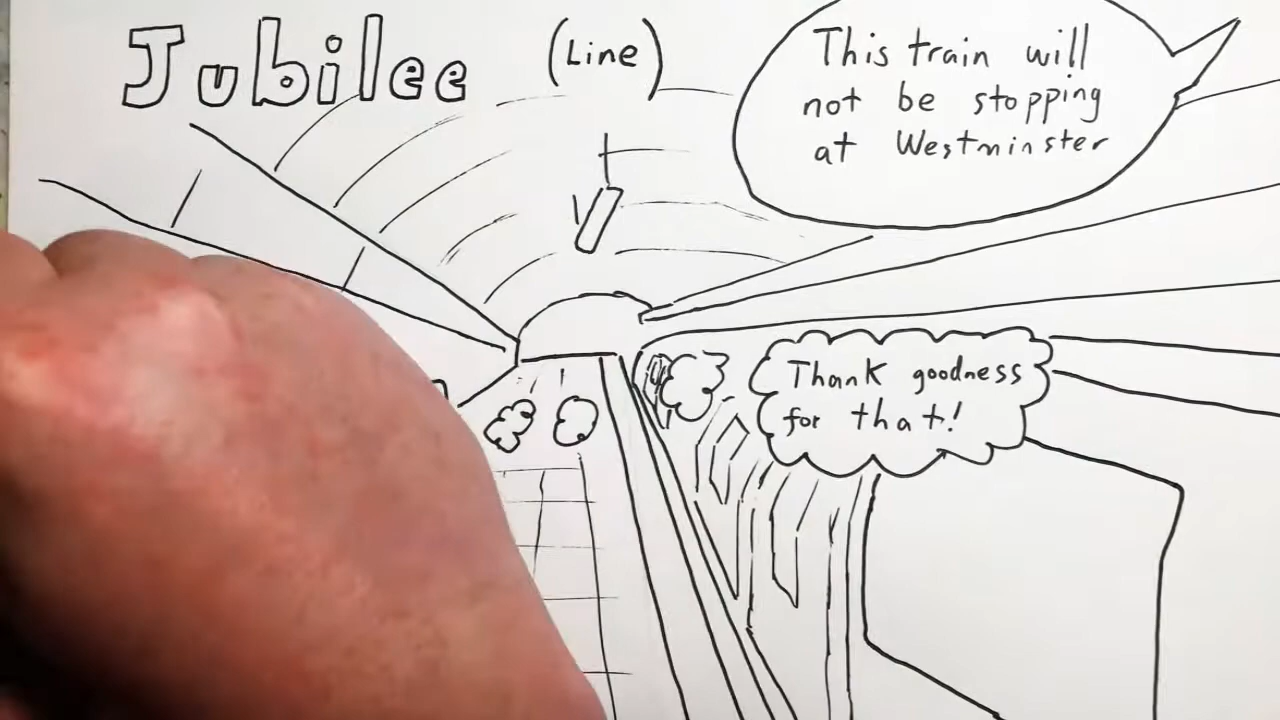 Jubilee (Line)
This train will
not be stopping
at Westminster
Thank goodness
for that!